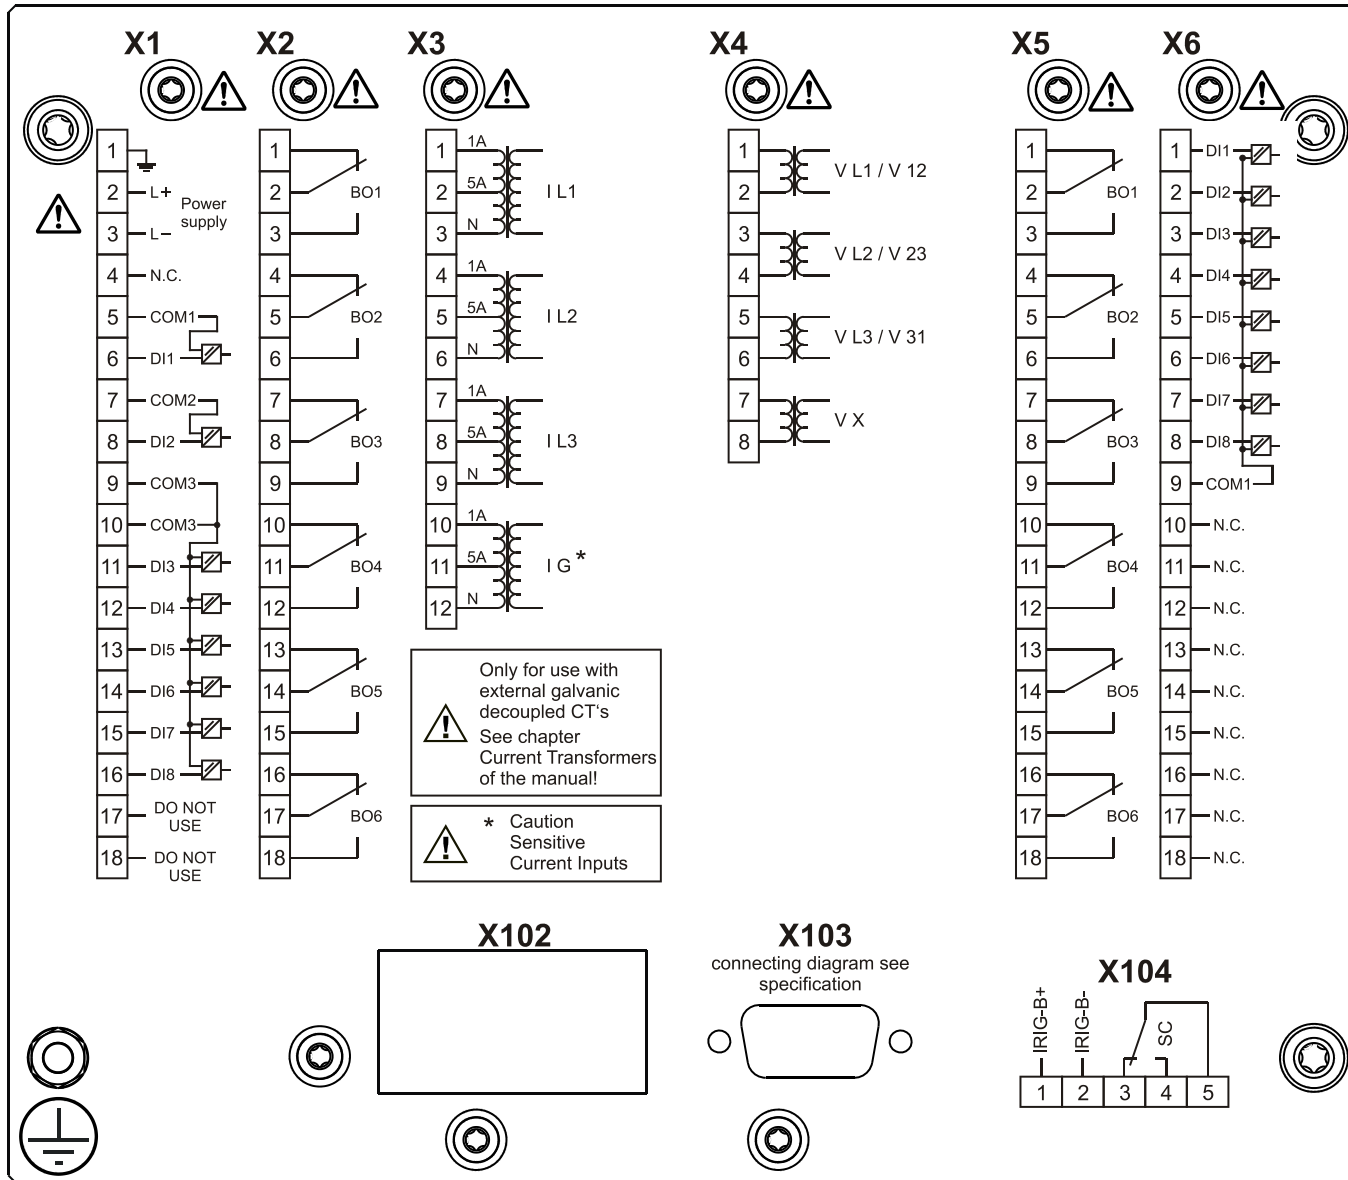 X1
1
2 L+
3 L–
Power
supply
4 N.C.
5 COM1
6 DI1
7 COM2
8 DI2
9 COM3
10 COM3
11 DI3
12 DI4
13 DI5
14 DI6
15 DI7
16 DI8
17 DO NOT
USE
18 DO NOT
USE
X2
1
2 BO1
3
4
5 BO2
6
7
8 BO3
9
10
11 BO4
12
13
14 BO5
15
16
17 BO6
18
X3
1 1A
2 5A I L1
3 N
4 1A
5 5A I L2
6 N
7 1A
8 5A I L3
9 N
10 1A
11 5A I G *
12 N
Only for use with
external galvanic
decoupled CT‘s
See chapter
Current Transformers
of the manual!
* Caution
Sensitive
Current Inputs
X4
1
V L1 / V 12
2
3
V L2 / V 23
4
5
V L3 / V 31
6
7
V X
8
X5
1
2 BO1
3
4
5 BO2
6
7
8 BO3
9
10
11 BO4
12
13
14 BO5
15
16
17 BO6
18
X6
1 DI1
2 DI2
3 DI3
4 DI4
5 DI5
6 DI6
7 DI7
8 DI8
9 COM1
10 N.C.
11 N.C.
12 N.C.
13 N.C.
14 N.C.
15 N.C.
16 N.C.
17 N.C.
18 N.C.
X102
X103
connecting diagram see
specification
X104
IRIG-B+
IRIG-B-
SC
1 2 3 4 5